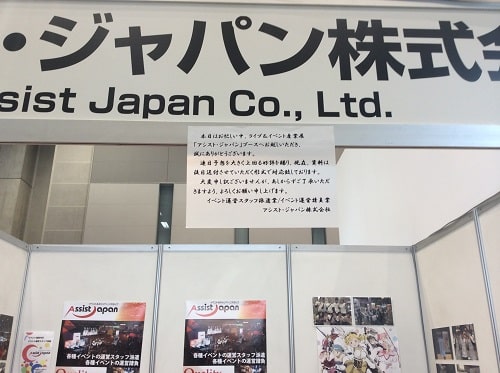 ・ジャパン株式会
ssist Japan Co., Ltd.
本日はお忙しい中、ライブ&イベント産業展
「アシスト・ジャパン」ブースへお越しいただき、
誠にありがとうございます。
連日予想を大きく上回る好評を賜り、現在、資料は
後日送付させていただく形式で対応致しております。
大変申し訳ございませんが、あしからずご了承いただ
きますよう、よろしくお願い申し上げます。
イベント運営スタッフ派遣業/イベント運営請負業
アシスト・ジャパン株式会社
Assist Japan
各種イベントの運営スタッフ派遣
各種イベントの運営請負
Quality
Assist Japan
各種イベントの運営スタッフ派遣
各種イベントの運営請負
Quality